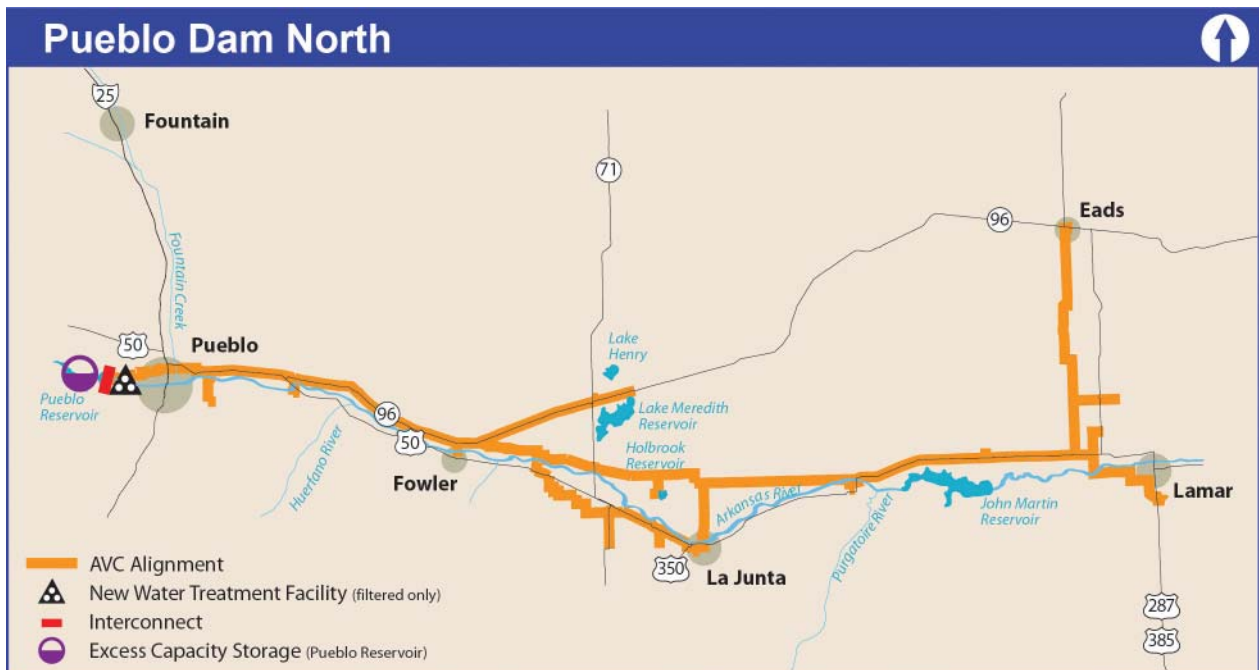 Pueblo Dam North
25
Fountain
71
96
Eads
Fountain Creek
50
Pueblo
Lake
Henry
Pueblo
Reservoir
96
Lake Meredith
Reservoir
50
Huerfano River
Holbrook
Reservoir
Fowler
Arkansas River
Purgatoire River
John Martin
Reservoir
Lamar
350
La Junta
287
385
AVC Alignment
New Water Treatment Facility (filtered only)
Interconnect
Excess Capacity Storage (Pueblo Reservoir)